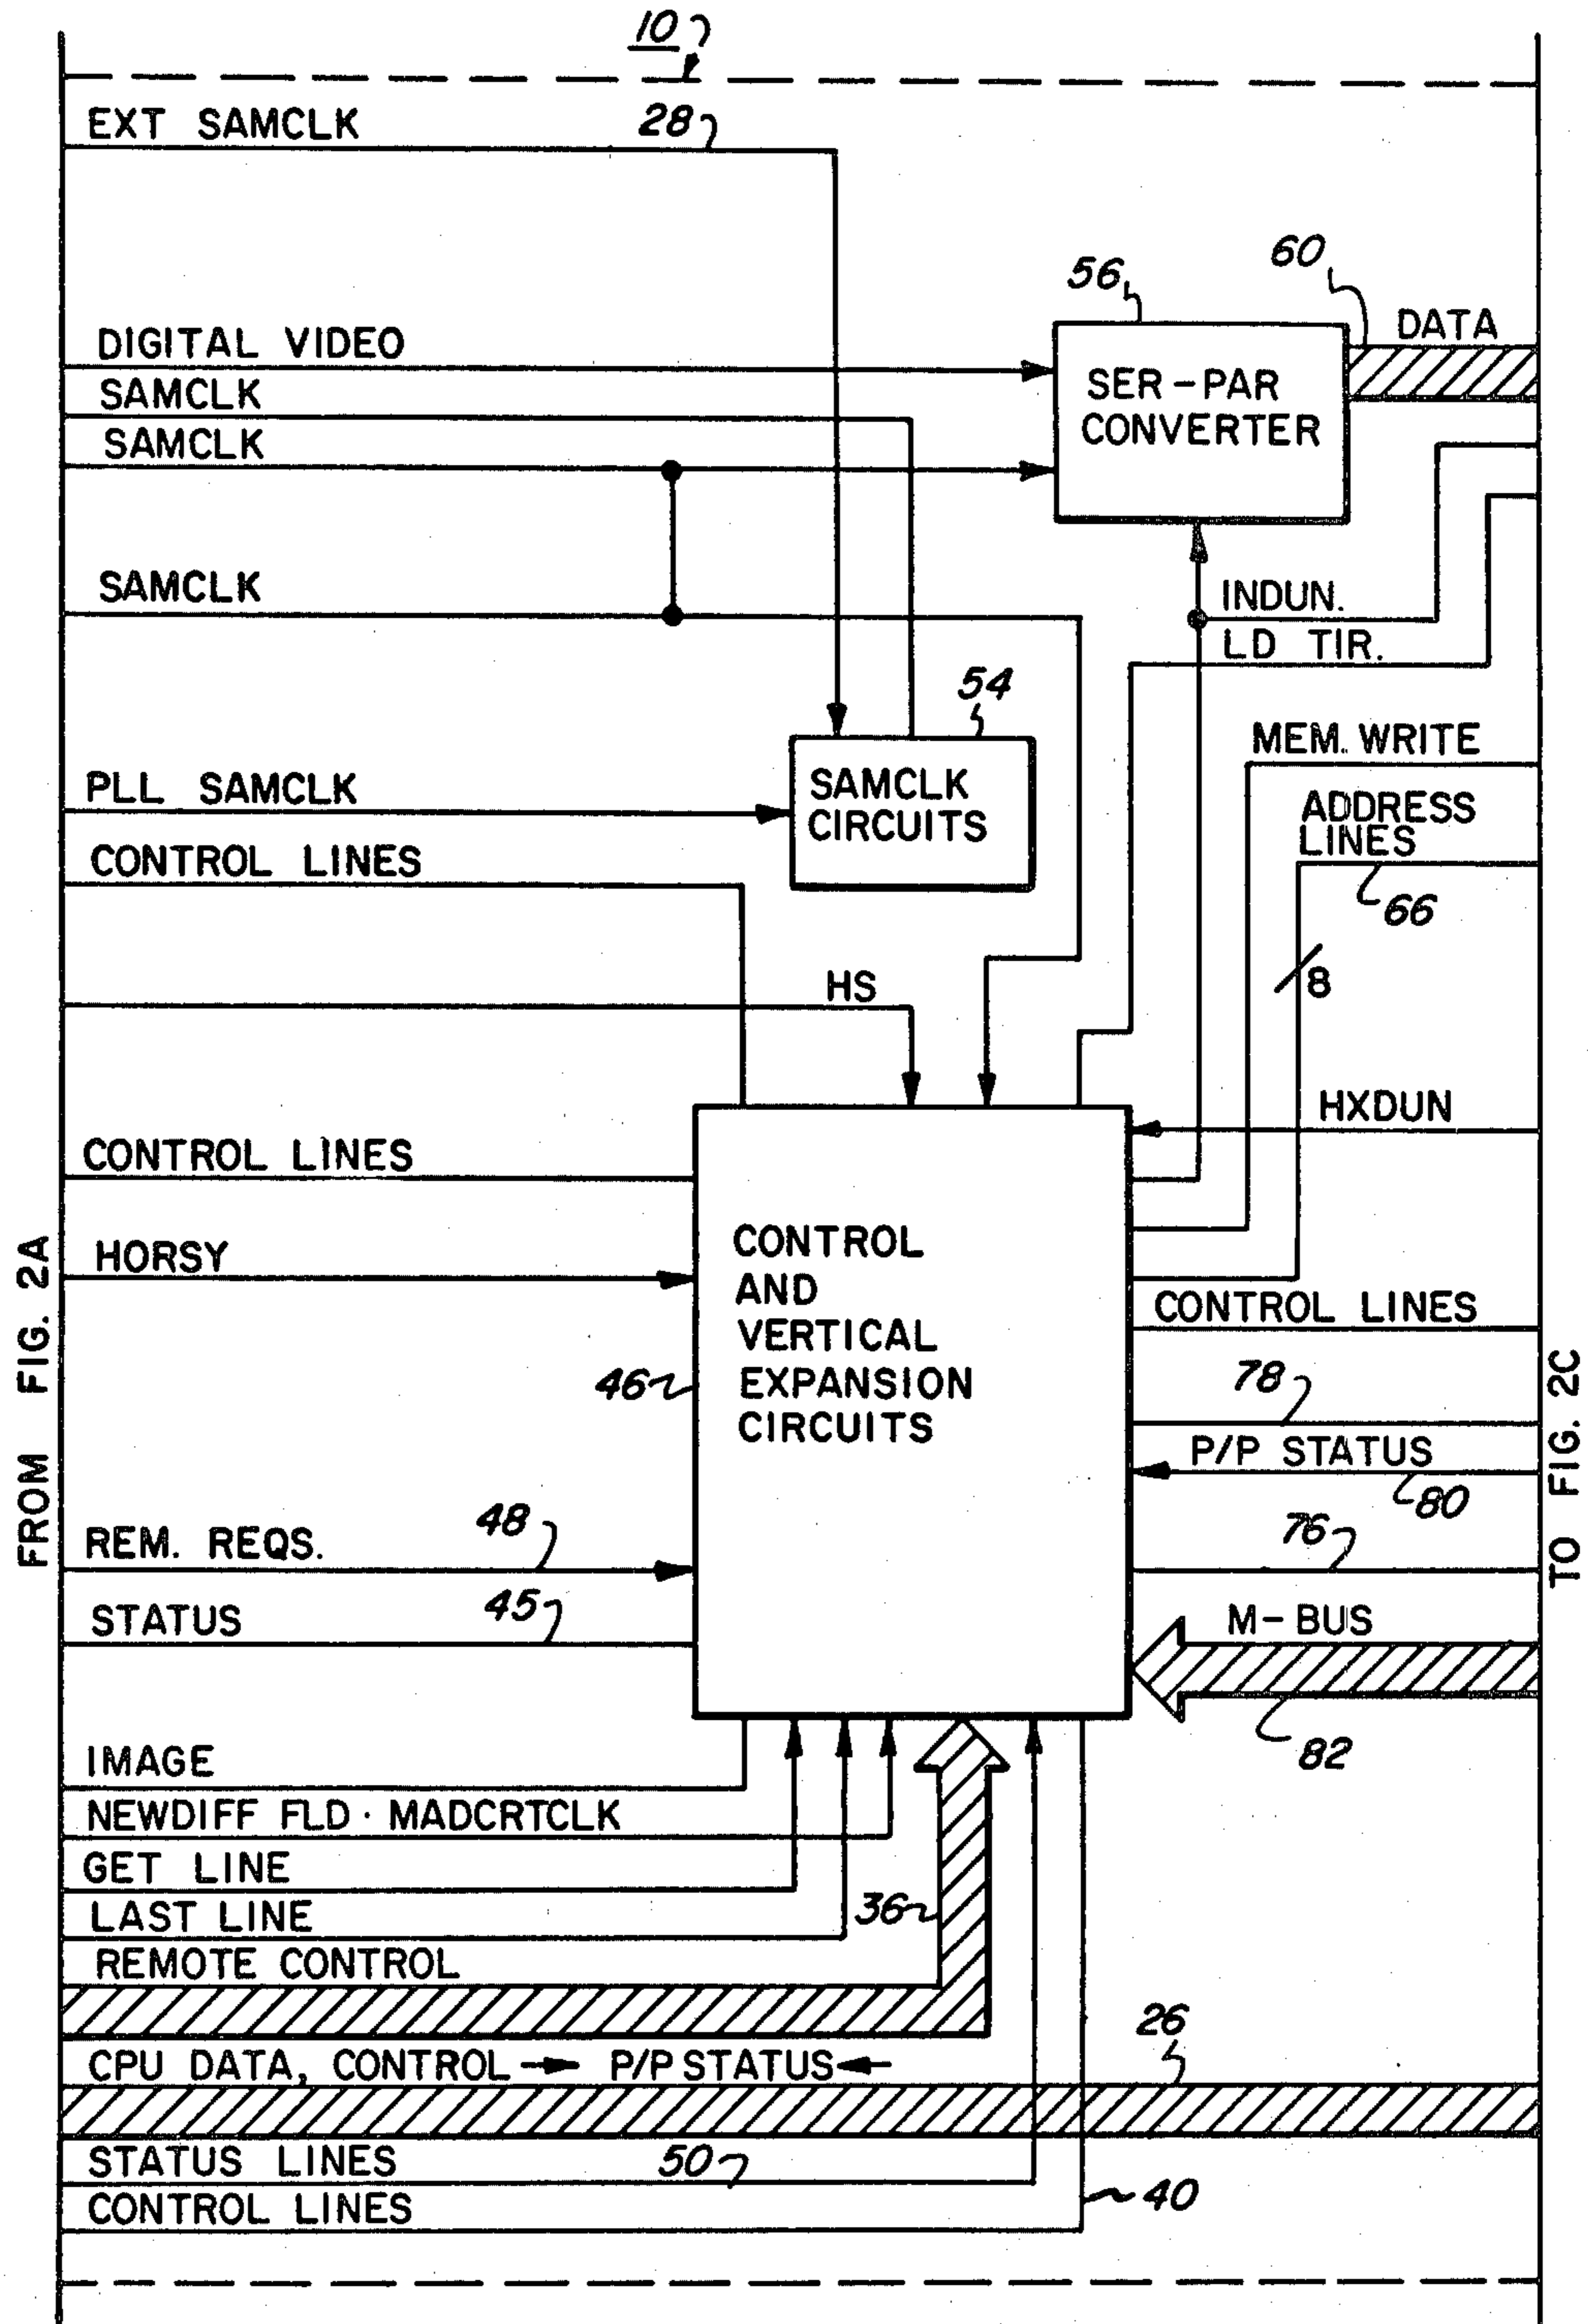 10
EXT SAMCLK
28
60
56
DATA
DIGITAL VIDEO
SER-PAR
CONVERTER
SAMCLK
SAMCLK
SAMCLK
INDUN.
LD TIR.
54
MEM. WRITE
PLL SAMCLK
SAMCLK
CIRCUITS
ADDRESS
LINES
66
CONTROL LINES
8
HS
HXDUN
CONTROL LINES
HORSY
CONTROL
AND
VERTICAL
EXPANSION
CIRCUITS
46
CONTROL LINES
78
P/P STATUS
80
FROM FIG. 2A
TO FIG. 2C
REM. REQS.
48
76
STATUS
45
M-BUS
82
IMAGE
NEWDIFF FLD · MADCRTCLK
GET LINE
LAST LINE
36
REMOTE CONTROL
CPU DATA, CONTROL → P/P STATUS ←
26
STATUS LINES
50
40
CONTROL LINES